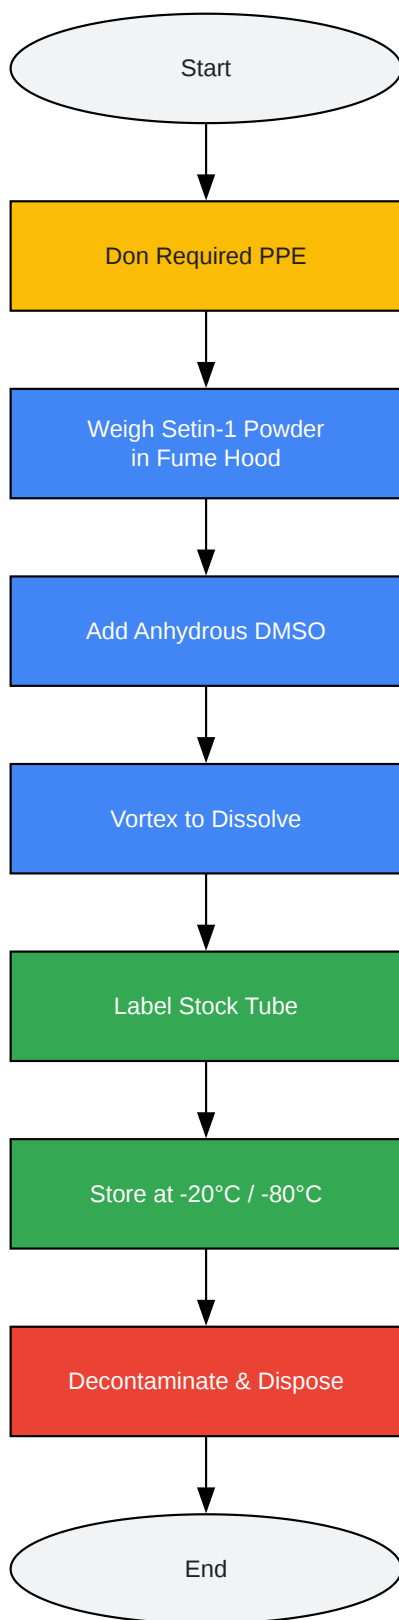 Start
Don Required PPE
Weigh Setin-1 Powder
in Fume Hood
Add Anhydrous DMSO
Vortex to Dissolve
Label Stock Tube
Store at -20°C / -80°C
Decontaminate & Dispose
End